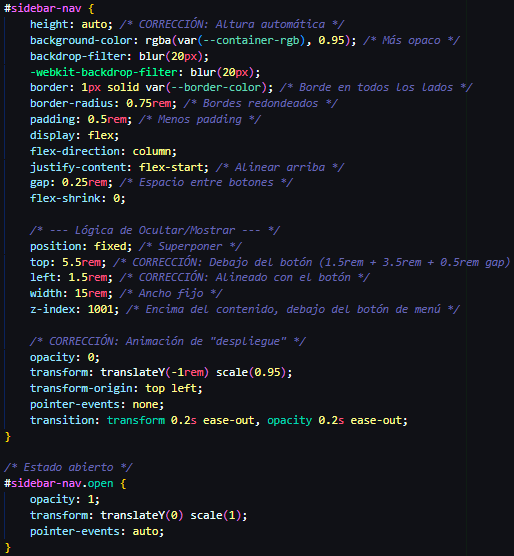 #sidebar-nav {
    height: auto; /* CORRECCIÓN: Altura automática */
    background-color: rgba(var(--container-rgb), 0.95); /* Más opaco */
    backdrop-filter: blur(20px);
    -webkit-backdrop-filter: blur(20px);
    border: 1px solid var(--border-color); /* Borde en todos los lados */
    border-radius: 0.75rem; /* Bordes redondeados */
    padding: 0.5rem; /* Menos padding */
    display: flex;
    flex-direction: column;
    justify-content: flex-start; /* Alinear arriba */
    gap: 0.25rem; /* Espacio entre botones */
    flex-shrink: 0;

    /* --- Lógica de Ocultar/Mostrar --- */
    position: fixed; /* Superponer */
    top: 5.5rem; /* CORRECCIÓN: Debajo del botón (1.5rem + 3.5rem + 0.5rem gap)
    left: 1.5rem; /* CORRECCIÓN: Alineado con el botón */
    width: 15rem; /* Ancho fijo */
    z-index: 1001; /* Encima del contenido, debajo del botón de menú */

    /* CORRECCIÓN: Animación de "despliegue" */
    opacity: 0;
    transform: translateY(-1rem) scale(0.95);
    transform-origin: top left;
    pointer-events: none;
    transition: transform 0.2s ease-out, opacity 0.2s ease-out;
}

/* Estado abierto */
#sidebar-nav.open {
    opacity: 1;
    transform: translateY(0) scale(1);
    pointer-events: auto;
}